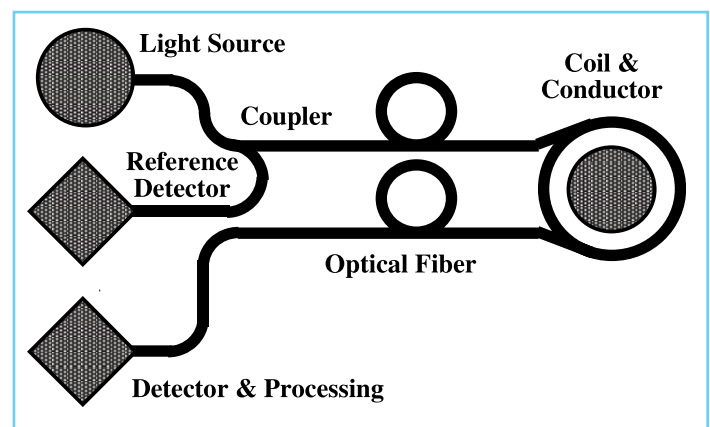 Light Source
Coil &
Conductor
Coupler
Reference
Detector
Optical Fiber
Detector & Processing